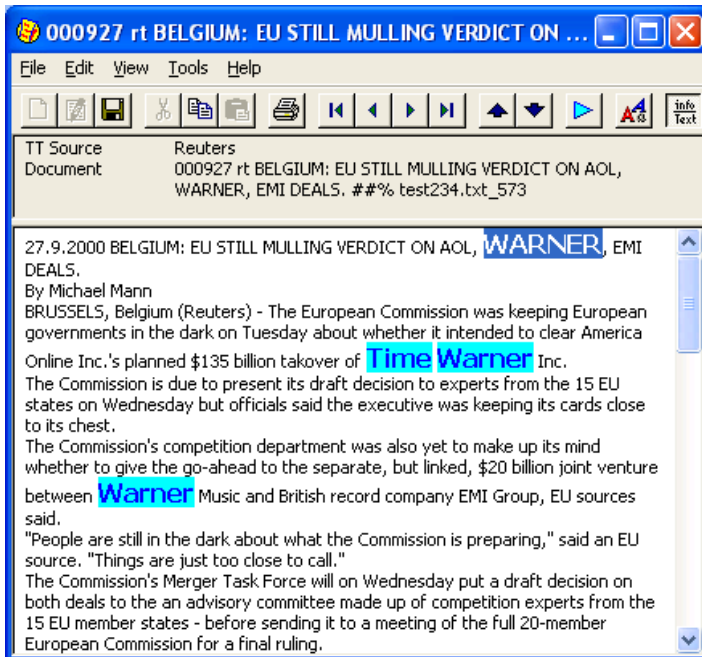 000927 rt BELGIUM: EU STILL MULLING VERDICT ON ...
File Edit View Tools Help
info Text
TT Source Reuters
Document 000927 rt BELGIUM: EU STILL MULLING VERDICT ON AOL,
WARNER, EMI DEALS. ##% test234.txt_573
27.9.2000 BELGIUM: EU STILL MULLING VERDICT ON AOL, WARNER, EMI
DEALS.
By Michael Mann
BRUSSELS, Belgium (Reuters) - The European Commission was keeping European
governments in the dark on Tuesday about whether it intended to clear America
Online Inc.'s planned $135 billion takover of Time Warner Inc.
The Commission is due to present its draft decision to experts from the 15 EU
states on Wednesday but officials said the executive was keeping its cards close
to its chest.
The Commission's competition department was also yet to make up its mind
whether to give the go-ahead to the separate, but linked, $20 billion joint venture
between Warner Music and British record company EMI Group, EU sources
said.
"People are still in the dark about what the Commission is preparing," said an EU
source. "Things are just too close to call."
The Commission's Merger Task Force will on Wednesday put a draft decision on
both deals to the an advisory committee made up of competition experts from the
15 EU member states - before sending it to a meeting of the full 20-member
European Commission for a final ruling.